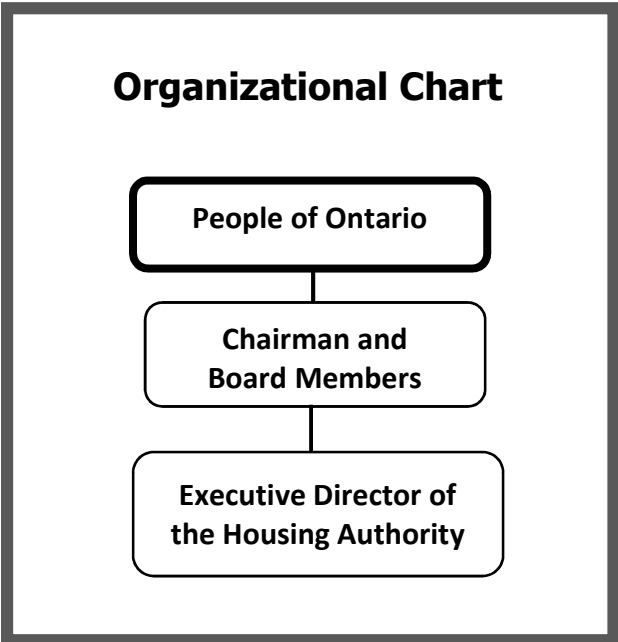 Organizational Chart
People of Ontario
Chairman and
Board Members
Executive Director of
the Housing Authority